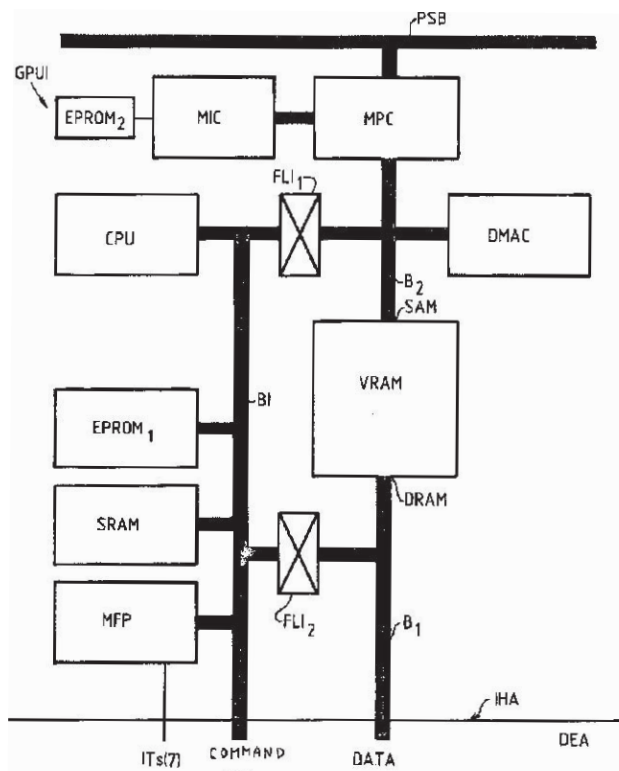 PSB
GPUI
EPROM2
MIC
MPC
FLI1
CPU
DMAC
B2
SAM
VRAM
BI
EPROM1
DRAM
SRAM
MFP
FLI2
B1
IHA
DEA
ITs(7)
COMMAND
DATA